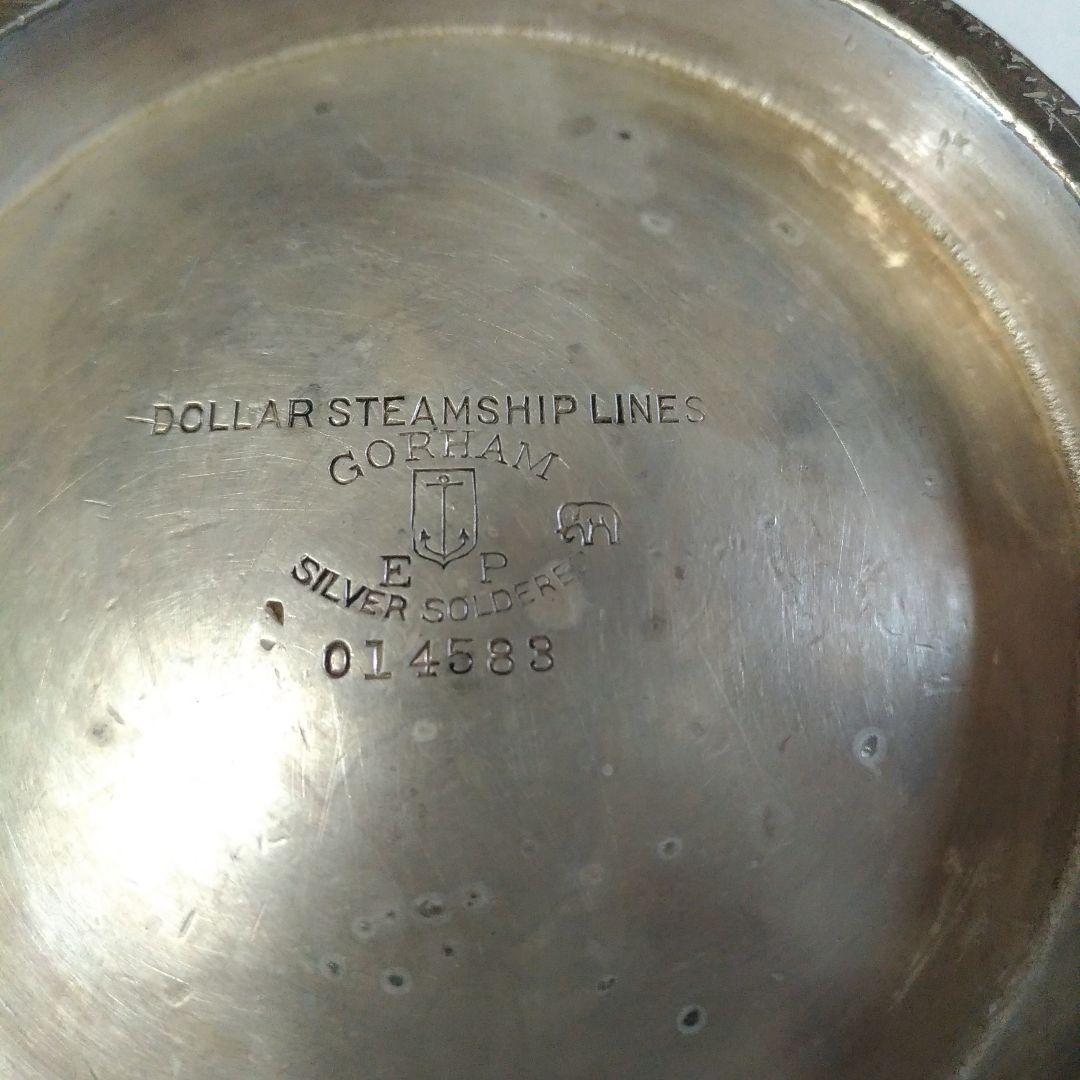 DOLLAR STEAMSHIP LINES
GORHAM
E P
SILVER SOLDERED
014583